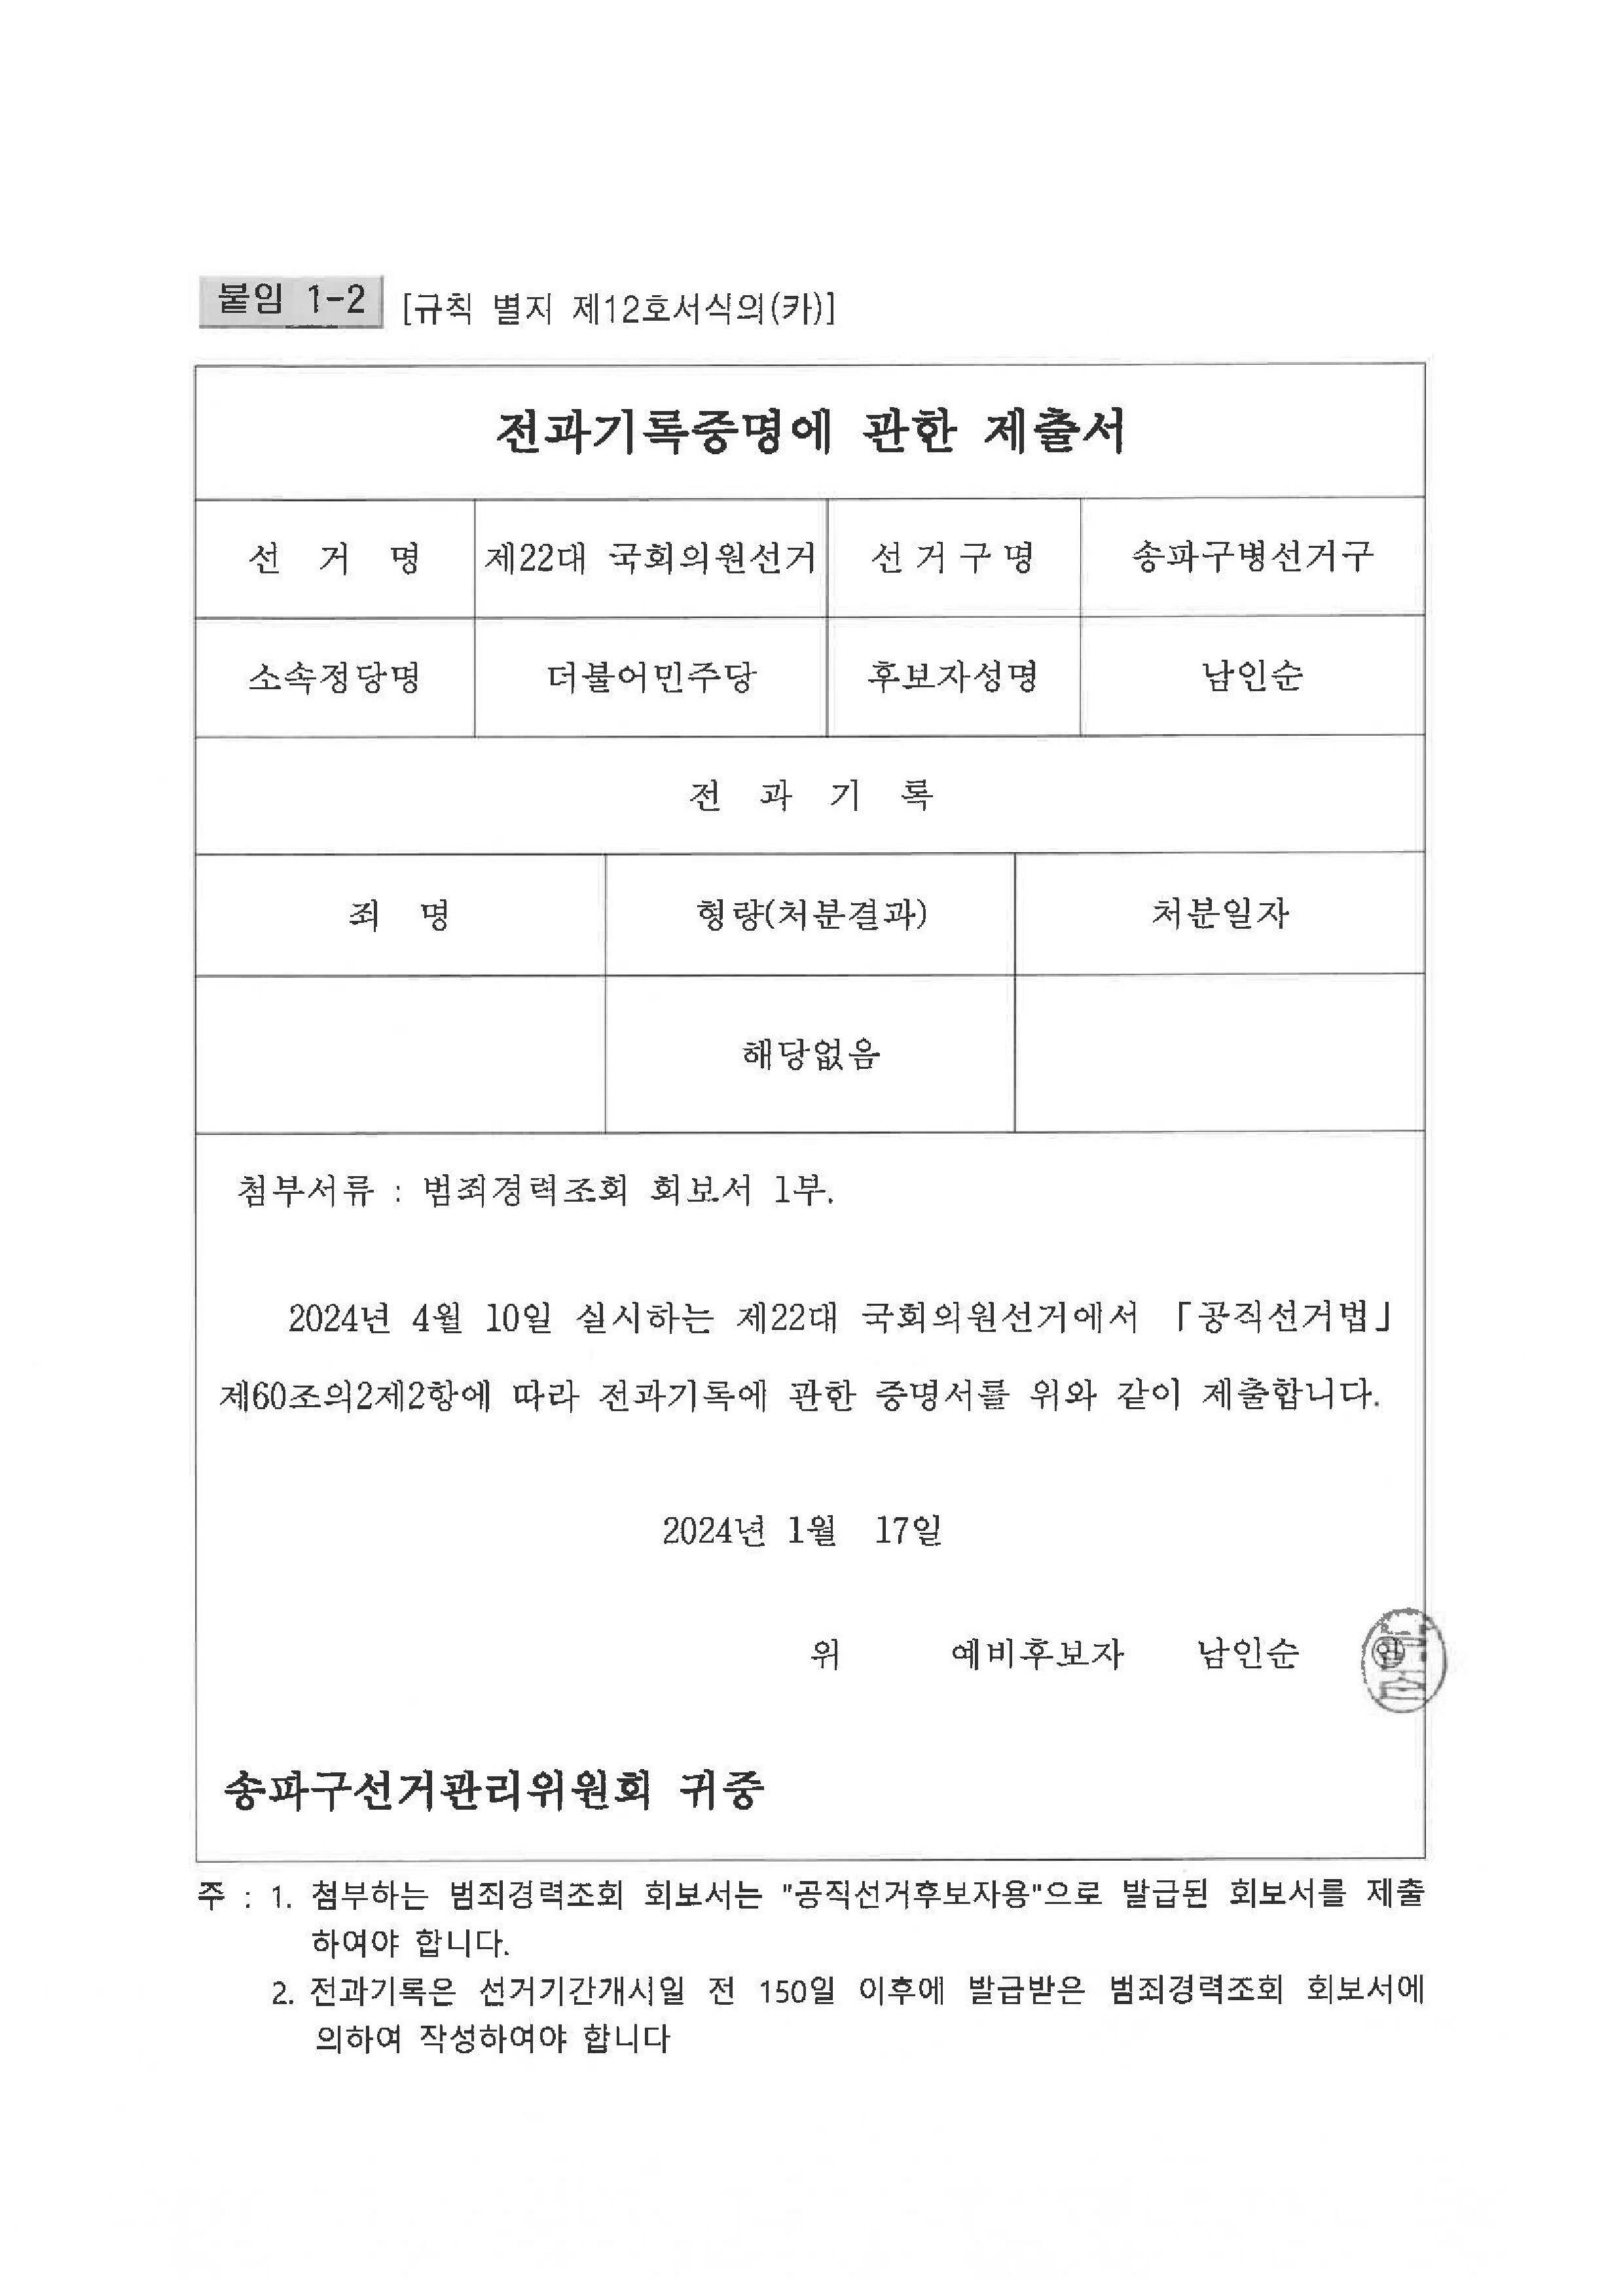 붙임 1-2 [규칙 별지 제12호서식의(카)]
전과기록증명에 관한 제출서
선 거 명 제22대 국회의원선거 선거구명 송파구병선거구
소속정당명 더불어민주당 후보자성명 남인순
전 과 기 록
죄 명 형량(처분결과) 처분일자
해당없음
첨부서류 : 범죄경력조회 회보서 1부.
2024년 4월 10일 실시하는 제22대 국회의원선거에서 「공직선거법」
제60조의2제2항에 따라 전과기록에 관한 증명서를 위와 같이 제출합니다.
2024년 1월 17일
위 예비후보자 남인순
송파구선거관리위원회 귀중
주 : 1. 첨부하는 범죄경력조회 회보서는 "공직선거후보자용"으로 발급된 회보서를 제출
하여야 합니다.
2. 전과기록은 선거기간개시일 전 150일 이후에 발급받은 범죄경력조회 회보서에
의하여 작성하여야 합니다